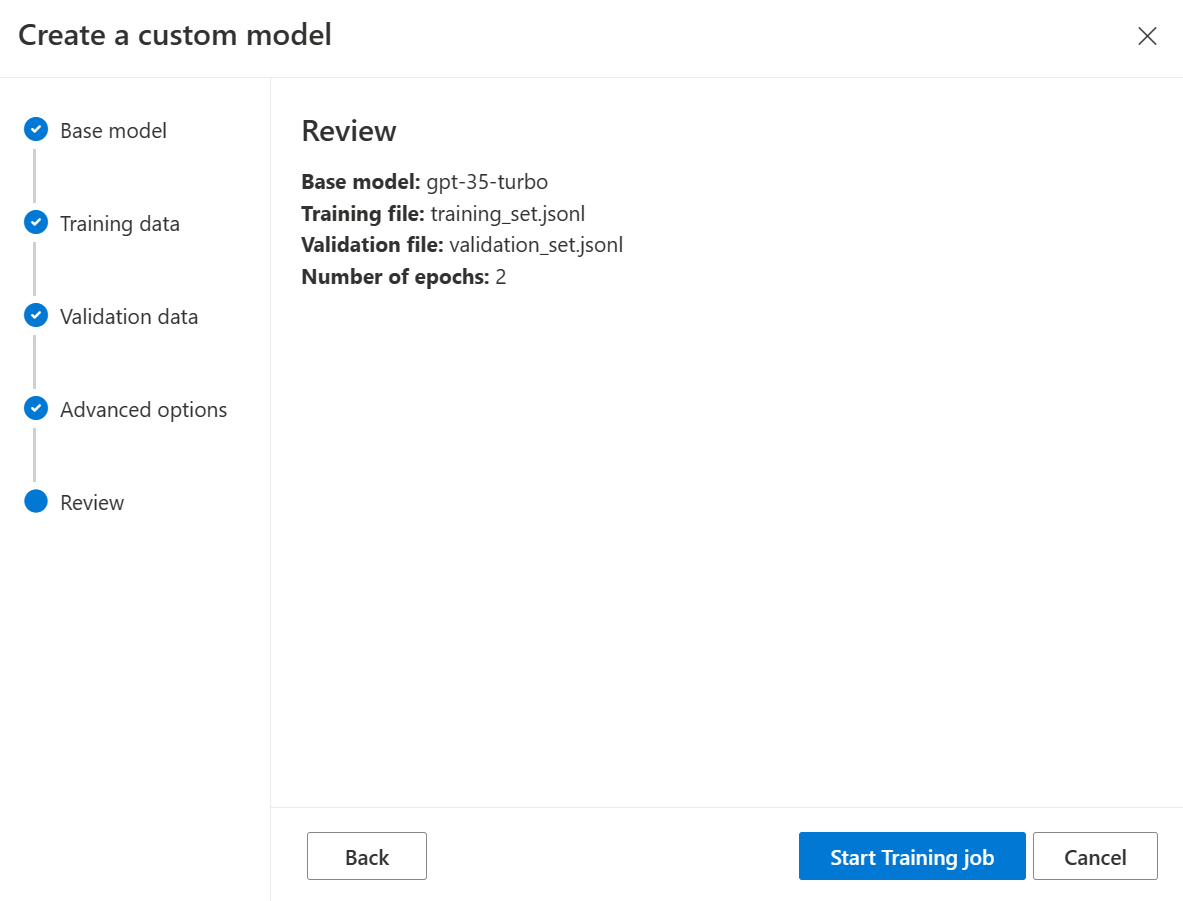 Create a custom model
Base model
Training data
Validation data
Advanced options
Review
Review
Base model: gpt-35-turbo
Training file: training_set.jsonl
Validation file: validation_set.jsonl
Number of epochs: 2
Back
Start Training job
Cancel